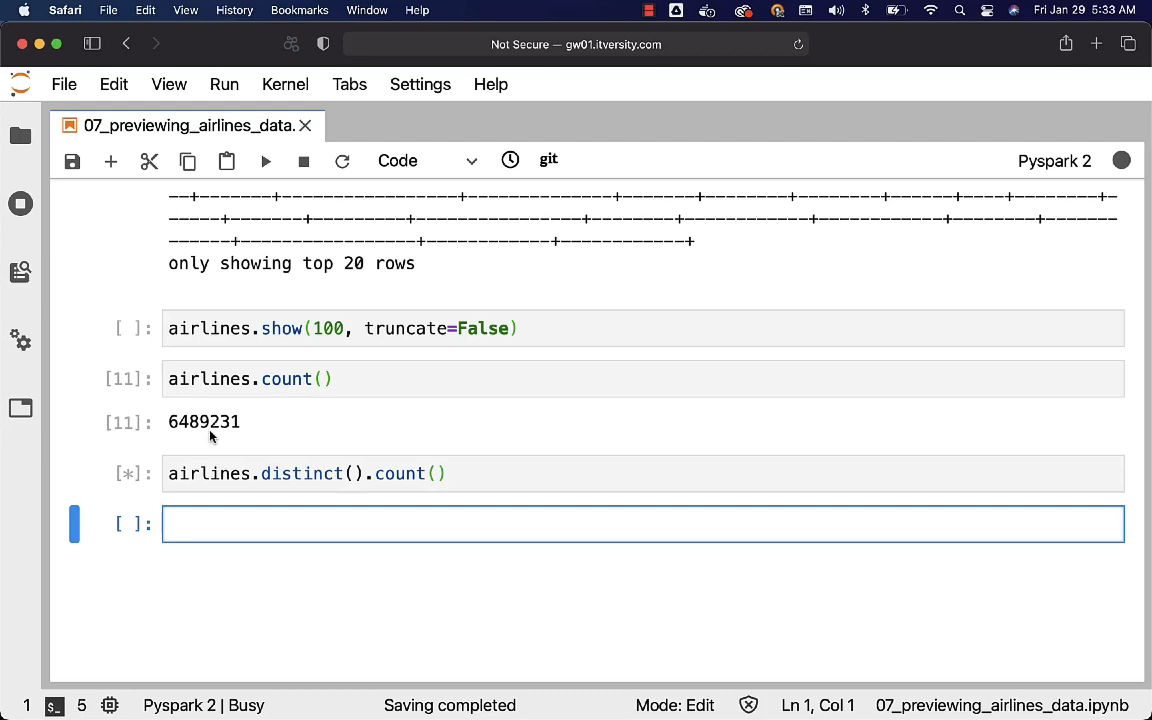 Safari File Edit View History Bookmarks Window Help Fri Jan 29 5:33 AM
Not Secure — gw01.itversity.com
File Edit View Run Kernel Tabs Settings Help
07_previewing_airlines_data.
Code git Pyspark 2
only showing top 20 rows
[ ]: airlines.show(100, truncate=False)
[11]: airlines.count()
[11]: 6489231
[*]: airlines.distinct().count()
[ ]:
1 $_ 5 Pyspark 2 | Busy Saving completed Mode: Edit Ln 1, Col 1 07_previewing_airlines_data.ipynb